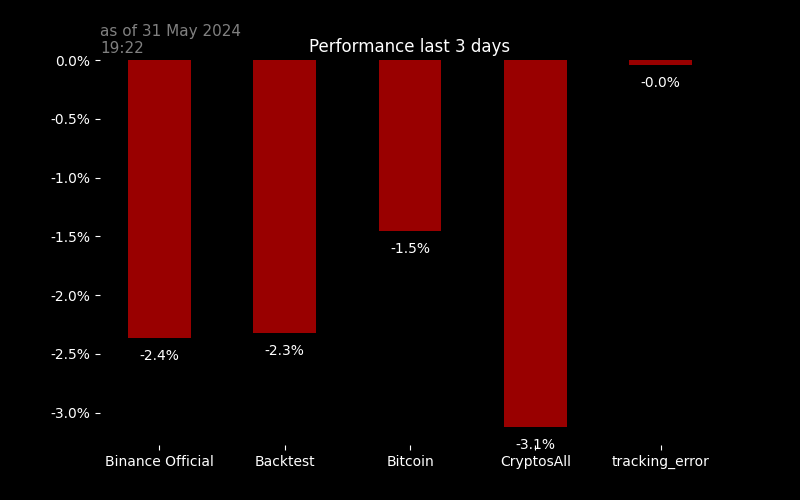 as of 31 May 2024
19:22
Performance last 3 days
0.0%
-0.5%
-1.0%
-1.5%
-2.0%
-2.5%
-3.0%
-2.4%
-2.3%
-1.5%
-3.1%
-0.0%
Binance Official
Backtest
Bitcoin
CryptosAll
tracking_error